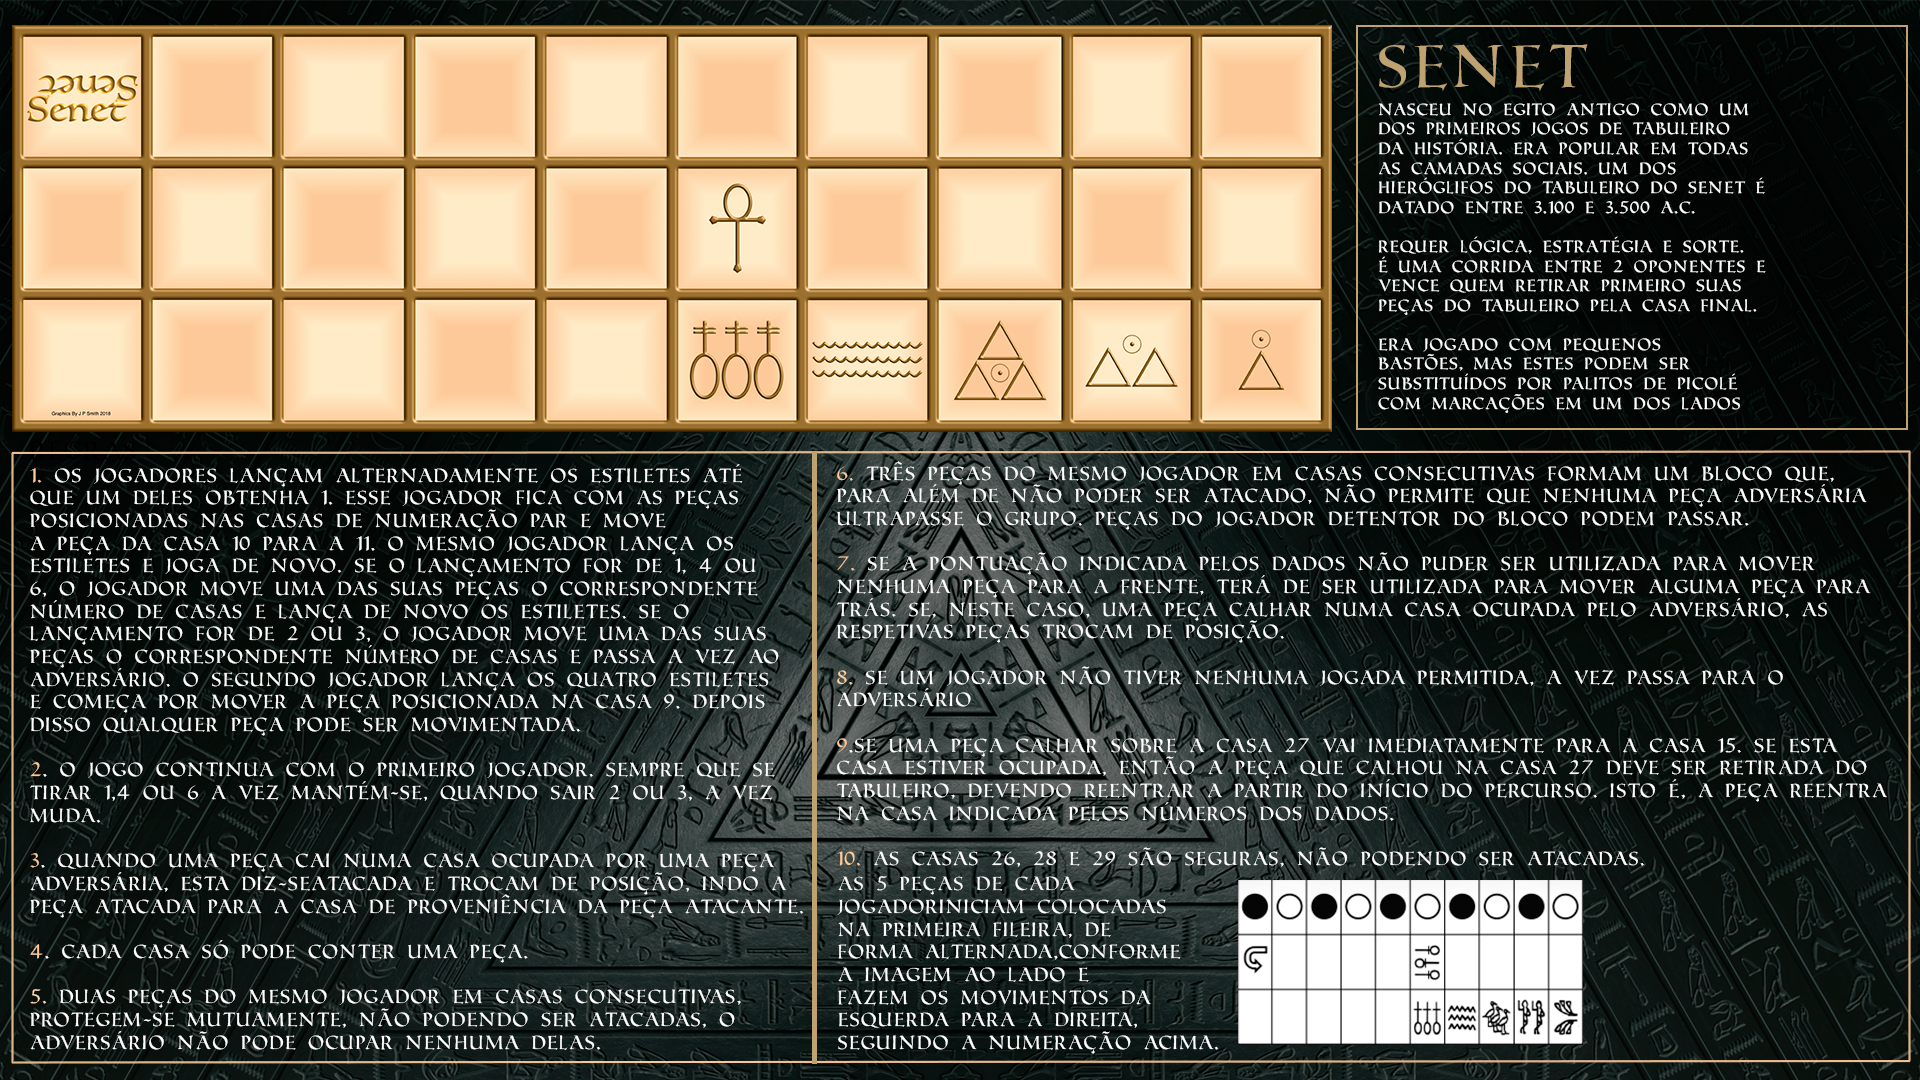 Senet
Senet
Graphics By J P Smith 2018
SENET
NASCEU NO EGITO ANTIGO COMO UM
DOS PRIMEIROS JOGOS DE TABULEIRO
DA HISTÓRIA. ERA POPULAR EM TODAS
AS CAMADAS SOCIAIS. UM DOS
HIERÓGLIFOS DO TABULEIRO DO SENET É
DATADO ENTRE 3.100 E 3.500 A.C.
REQUER LÓGICA, ESTRATÉGIA E SORTE.
É UMA CORRIDA ENTRE 2 OPONENTES E
VENCE QUEM RETIRAR PRIMEIRO SUAS
PEÇAS DO TABULEIRO PELA CASA FINAL.
ERA JOGADO COM PEQUENOS
BASTÕES, MAS ESTES PODEM SER
SUBSTITUÍDOS POR PALITOS DE PICOLÉ
COM MARCAÇÕES EM UM DOS LADOS
1. OS JOGADORES LANÇAM ALTERNADAMENTE OS ESTILETES ATÉ
QUE UM DELES OBTENHA 1. ESSE JOGADOR FICA COM AS PEÇAS
POSICIONADAS NAS CASAS DE NUMERAÇÃO PAR E MOVE
A PEÇA DA CASA 10 PARA A 11. O MESMO JOGADOR LANÇA OS
ESTILETES E JOGA DE NOVO. SE O LANÇAMENTO FOR DE 1, 4 OU
6, O JOGADOR MOVE UMA DAS SUAS PEÇAS O CORRESPONDENTE
NÚMERO DE CASAS E LANÇA DE NOVO OS ESTILETES. SE O
LANÇAMENTO FOR DE 2 OU 3, O JOGADOR MOVE UMA DAS SUAS
PEÇAS O CORRESPONDENTE NÚMERO DE CASAS E PASSA A VEZ AO
ADVERSÁRIO. O SEGUNDO JOGADOR LANÇA OS QUATRO ESTILETES
E COMEÇA POR MOVER A PEÇA POSICIONADA NA CASA 9. DEPOIS
DISSO QUALQUER PEÇA PODE SER MOVIMENTADA.
2. O JOGO CONTINUA COM O PRIMEIRO JOGADOR. SEMPRE QUE SE
TIRAR 1,4 OU 6 A VEZ MANTÉM-SE, QUANDO SAIR 2 OU 3, A VEZ
MUDA.
3. QUANDO UMA PEÇA CAI NUMA CASA OCUPADA POR UMA PEÇA
ADVERSÁRIA, ESTA DIZ-SEATACADA E TROCAM DE POSIÇÃO, INDO A
PEÇA ATACADA PARA A CASA DE PROVENIÊNCIA DA PEÇA ATACANTE.
4. CADA CASA SÓ PODE CONTER UMA PEÇA.
5. DUAS PEÇAS DO MESMO JOGADOR EM CASAS CONSECUTIVAS,
PROTEGEM-SE MUTUAMENTE, NÃO PODENDO SER ATACADAS, O
ADVERSÁRIO NÃO PODE OCUPAR NENHUMA DELAS.
6. TRÊS PEÇAS DO MESMO JOGADOR EM CASAS CONSECUTIVAS FORMAM UM BLOCO QUE,
PARA ALÉM DE NÃO PODER SER ATACADO, NÃO PERMITE QUE NENHUMA PEÇA ADVERSÁRIA
ULTRAPASSE O GRUPO. PEÇAS DO JOGADOR DETENTOR DO BLOCO PODEM PASSAR.
7. SE A PONTUAÇÃO INDICADA PELOS DADOS NÃO PUDER SER UTILIZADA PARA MOVER
NENHUMA PEÇA PARA A FRENTE, TERÁ DE SER UTILIZADA PARA MOVER ALGUMA PEÇA PARA
TRÁS. SE, NESTE CASO, UMA PEÇA CALHAR NUMA CASA OCUPADA PELO ADVERSÁRIO, AS
RESPETIVAS PEÇAS TROCAM DE POSIÇÃO.
8. SE UM JOGADOR NÃO TIVER NENHUMA JOGADA PERMITIDA, A VEZ PASSA PARA O
ADVERSÁRIO
9.SE UMA PEÇA CALHAR SOBRE A CASA 27 VAI IMEDIATAMENTE PARA A CASA 15. SE ESTA
CASA ESTIVER OCUPADA, ENTÃO A PEÇA QUE CALHOU NA CASA 27 DEVE SER RETIRADA DO
TABULEIRO, DEVENDO REENTRAR A PARTIR DO INÍCIO DO PERCURSO. ISTO É, A PEÇA REENTRA
NA CASA INDICADA PELOS NÚMEROS DOS DADOS.
10. AS CASAS 26, 28 E 29 SÃO SEGURAS, NÃO PODENDO SER ATACADAS.
AS 5 PEÇAS DE CADA
JOGADORINICIAM COLOCADAS
NA PRIMEIRA FILEIRA, DE
FORMA ALTERNADA,CONFORME
A IMAGEM AO LADO E
FAZEM OS MOVIMENTOS DA
ESQUERDA PARA A DIREITA,
SEGUINDO A NUMERAÇÃO ACIMA.